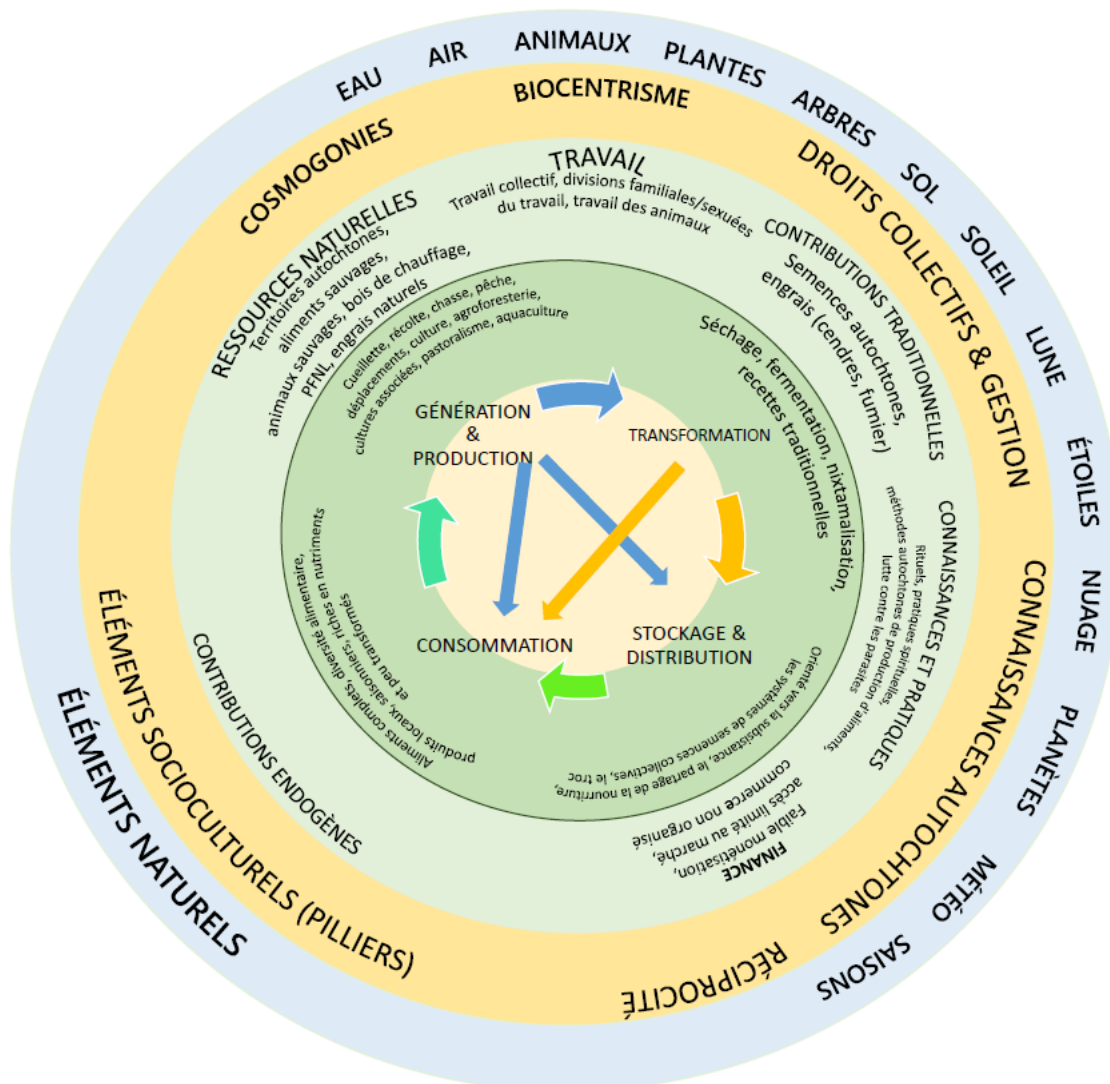 EAU
AIR
ANIMAUX
PLANTES
ARBRES
SOL
SOLEIL
LUNE
ÉTOILES
NUAGE
PLANÈTES
MÉTÉO
SAISONS
ÉLÉMENTS NATURELS
COSMOGONIES
BIOCENTRISME
DROITS COLLECTIFS & GESTION
CONNAISSANCES AUTOCHTONES
RÉCIPROCITÉ
ÉLÉMENTS SOCIOCULTURELS (PILLIERS)
RESSOURCES NATURELLES
Territoires autochtones,
aliments sauvages,
animaux sauvages, bois de chauffage,
PFNL, engrais naturels
TRAVAIL
Travail collectif, divisions familiales/sexuées
du travail, travail des animaux
CONTRIBUTIONS TRADITIONNELLES
Semences autochtones,
engrais (cendres, fumier)
CONNAISSANCES ET PRATIQUES
Rituels, pratiques spirituelles,
méthodes autochtones de production d'aliments,
lutte contre les parasites
FINANCE
Faible monétisation,
accès limité au marché,
commerce non organisé
CONTRIBUTIONS ENDOGÈNES
Cueillette, récolte, chasse, pêche,
déplacements, culture, agroforesterie,
cultures associées, pastoralisme, aquaculture
Séchage, fermentation, nixtamalisation,
recettes traditionnelles
Orienté vers la subsistance, le partage de la nourriture,
les systèmes de semences collectives, le troc
Aliments complets, diversité alimentaire,
produits locaux, saisonniers, riches en nutriments
et peu transformés
GÉNÉRATION
&
PRODUCTION
TRANSFORMATION
STOCKAGE &
DISTRIBUTION
CONSOMMATION